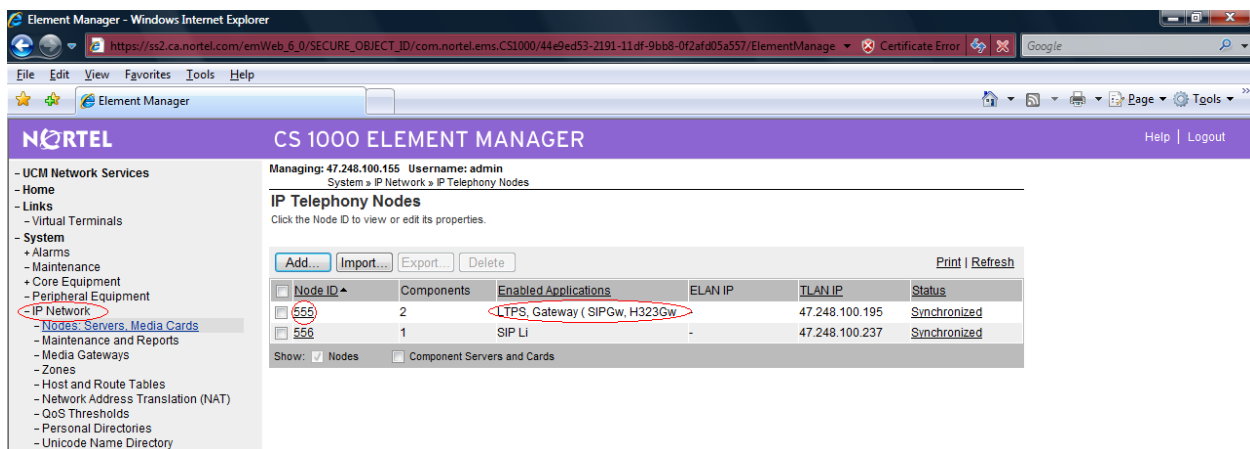 Element Manager - Windows Internet Explorer
https://ss2.ca.nortel.com/emWeb_6_0/SECURE_OBJECT_ID/com.nortel.ems.CS1000/44e9ed53-2191-11df-9bb8-0f2afd05a557/ElementManage Certificate Error Google
File Edit View Favorites Tools Help
Element Manager Page Tools
NORTEL CS 1000 ELEMENT MANAGER Help | Logout
Managing: 47.248.100.155 Username: admin
System » IP Network » IP Telephony Nodes
- UCM Network Services
- Home
- Links
- Virtual Terminals
- System
+ Alarms
- Maintenance
+ Core Equipment
- Peripheral Equipment
- IP Network
- Nodes: Servers, Media Cards
- Maintenance and Reports
- Media Gateways
- Zones
- Host and Route Tables
- Network Address Translation (NAT)
- QoS Thresholds
- Personal Directories
- Unicode Name Directory
IP Telephony Nodes
Click the Node ID to view or edit its properties.
Add... Import... Export... Delete Print | Refresh
Node ID Components Enabled Applications ELAN IP TLAN IP Status
555 2 LTPS, Gateway ( SIPGw, H323Gw 47.248.100.195 Synchronized
556 1 SIP Li - 47.248.100.237 Synchronized
Show: Nodes Component Servers and Cards